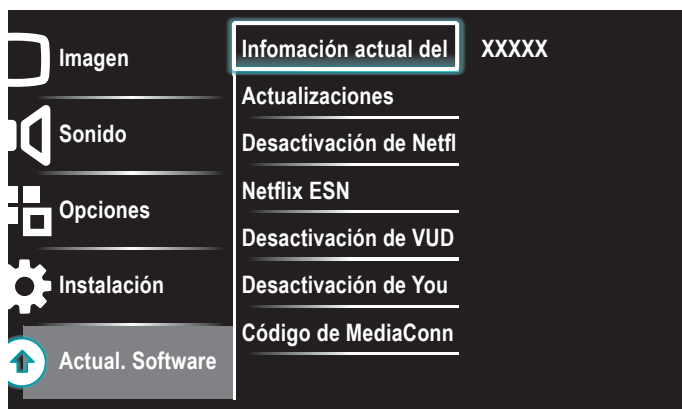 Imagen
Sonido
Opciones
Instalación
Actual. Software
Infomación actual del
XXXXX
Actualizaciones
Desactivación de Netfl
Netflix ESN
Desactivación de VUD
Desactivación de You
Código de MediaConn